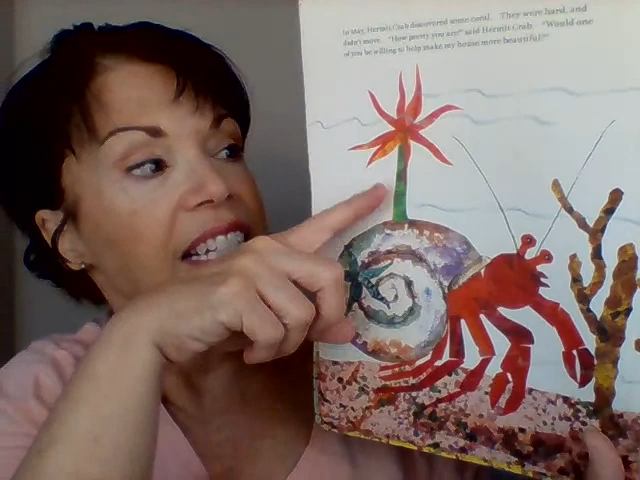 In May, Hermit Crab discovered some coral. They were hard, and
didn't move. "How pretty you are!" said Hermit Crab. "Would one
of you be willing to help make my house more beautiful?"